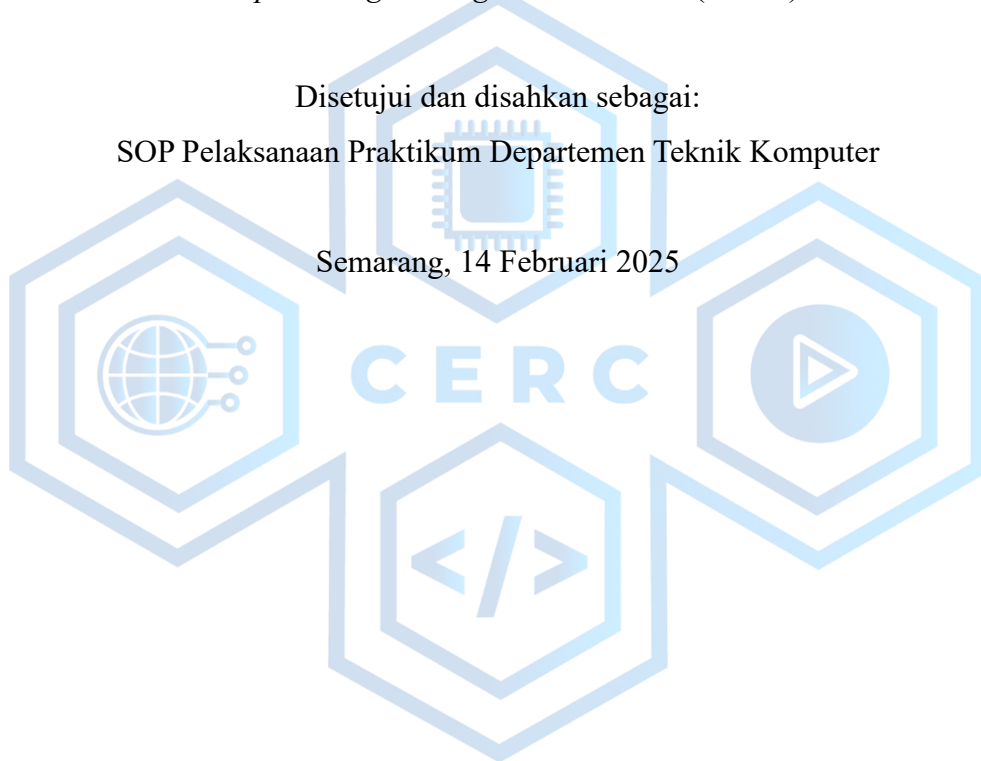 Disetujui dan disahkan sebagai:
SOP Pelaksanaan Praktikum Departemen Teknik Komputer
Semarang, 14 Februari 2025
CERC
</>